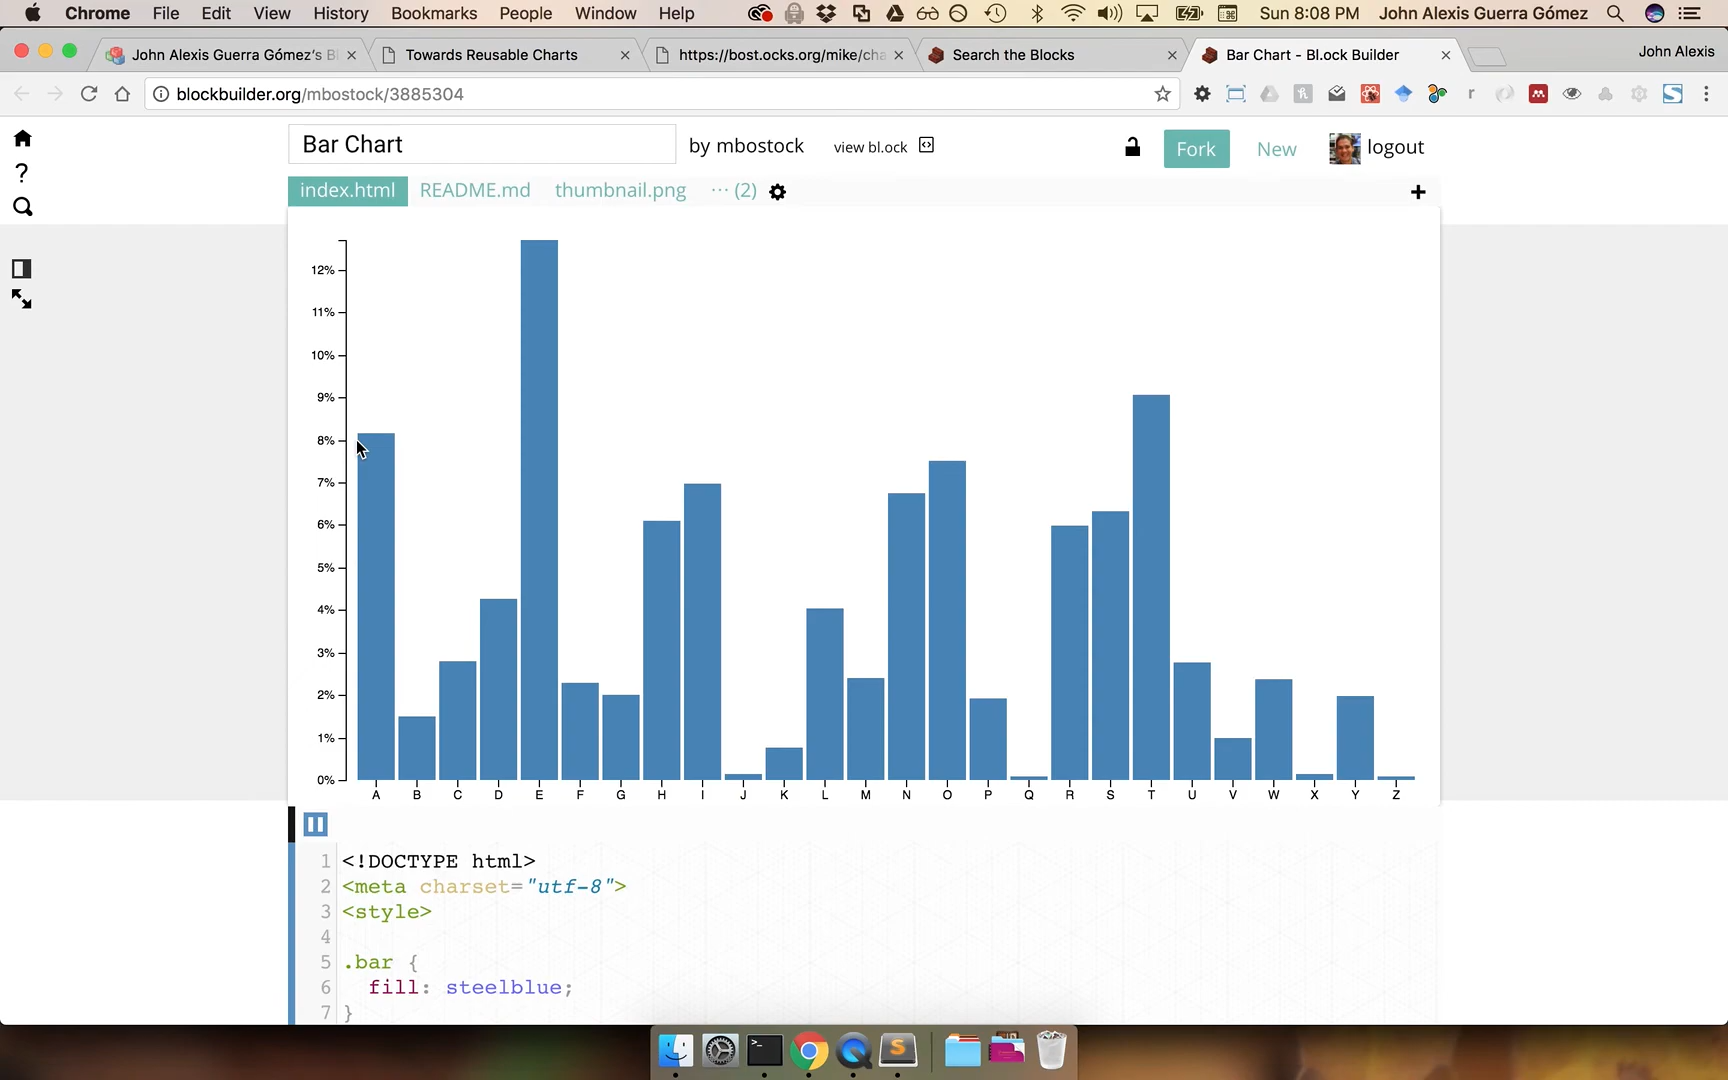 Chrome File Edit View History Bookmarks People Window Help Sun 8:08 PM John Alexis Guerra Gómez
John Alexis Guerra Gómez's Bl
Towards Reusable Charts
https://bost.ocks.org/mike/cha
Search the Blocks
Bar Chart - Bl.ock Builder
John Alexis
blockbuilder.org/mbostock/3885304
Bar Chart by mbostock view bl.ock Fork New logout
index.html README.md thumbnail.png ··· (2) +
12%
11%
10%
9%
8%
7%
6%
5%
4%
3%
2%
1%
0%
A B C D E F G H I J K L M N O P Q R S T U V W X Y Z
1 <!DOCTYPE html>
2 <meta charset="utf-8">
3 <style>
4
5 .bar {
6 fill: steelblue;
7 }